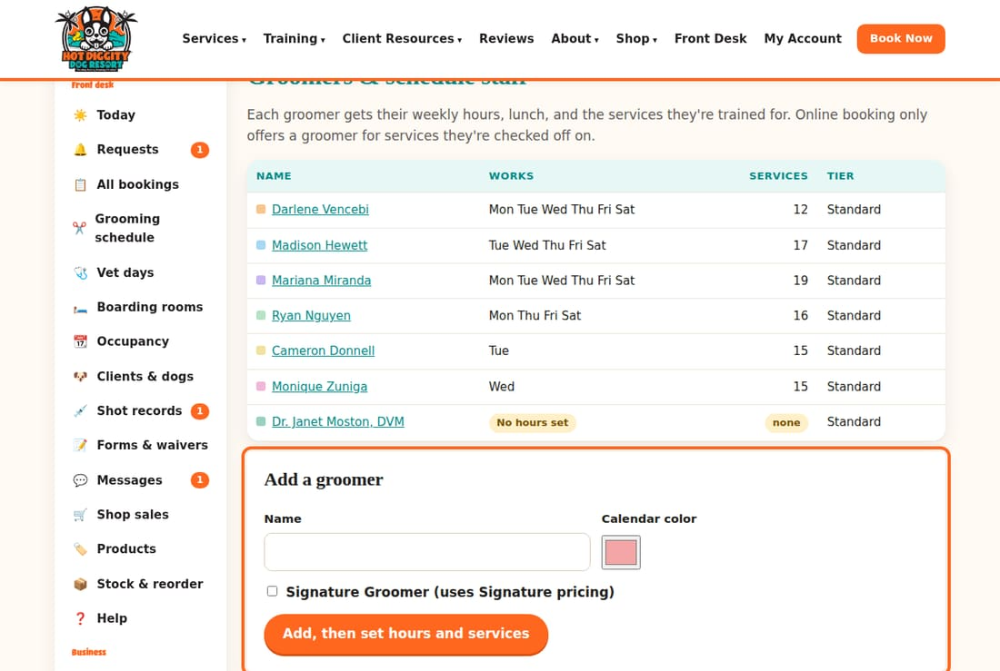 HOT DIGGITY
DOG RESORT
Services ▾ Training ▾ Client Resources ▾ Reviews About ▾ Shop ▾ Front Desk My Account Book Now
Front desk
☀️ Today
🔔 Requests 1
📋 All bookings
✂️ Grooming
schedule
🩺 Vet days
🛏️ Boarding rooms
📆 Occupancy
🐶 Clients & dogs
💉 Shot records 1
📝 Forms & waivers
💬 Messages 1
🛒 Shop sales
🏷️ Products
📦 Stock & reorder
❓ Help
Business
Groomers & schedule staff
Each groomer gets their weekly hours, lunch, and the services they're trained for. Online booking only
offers a groomer for services they're checked off on.
NAME WORKS SERVICES TIER
Darlene Vencebi Mon Tue Wed Thu Fri Sat 12 Standard
Madison Hewett Tue Wed Thu Fri Sat 17 Standard
Mariana Miranda Mon Tue Wed Thu Fri Sat 19 Standard
Ryan Nguyen Mon Thu Fri Sat 16 Standard
Cameron Donnell Tue 15 Standard
Monique Zuniga Wed 15 Standard
Dr. Janet Moston, DVM No hours set none Standard
Add a groomer
Name Calendar color
Signature Groomer (uses Signature pricing)
Add, then set hours and services